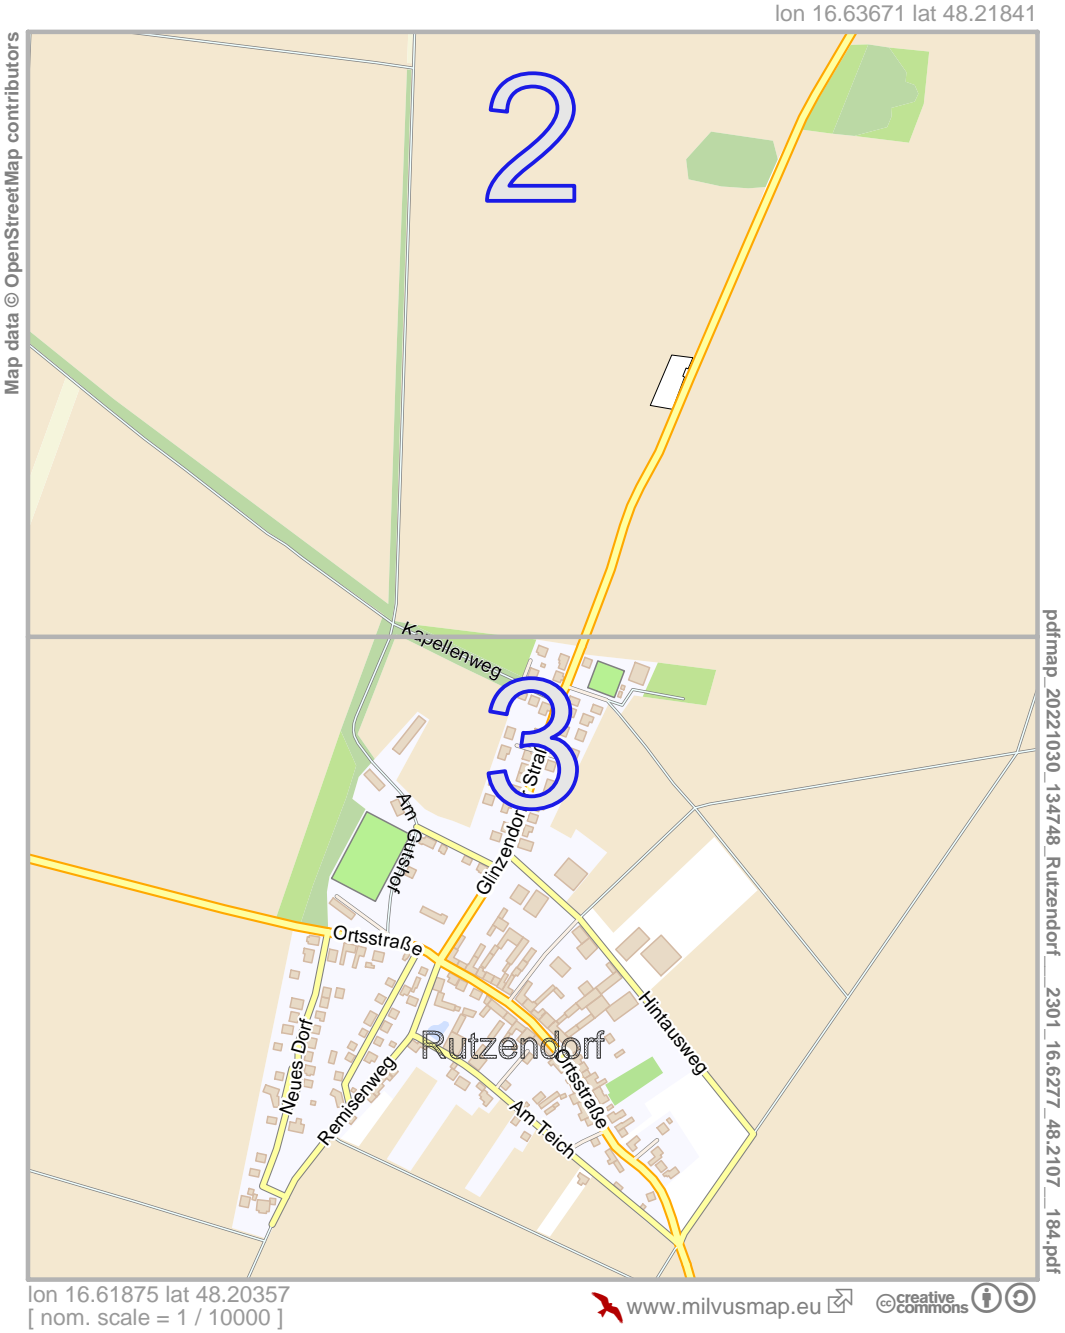 lon 16.63671 lat 48.21841
Map data © OpenStreetMap contributors
2
Kapellenweg
3
Glinzendorfer Straße
Am Gutshof
Ortsstraße
Hintausweg
Rutzendorf
Neues Dorf
Remisenweg
Ortsstraße
Am Teich
pdfmap_20221030_134748_Rutzendorf__2301_16.6277_48.2107__184.pdf
lon 16.61875 lat 48.20357
[ nom. scale = 1 / 10000 ]
www.milvusmap.eu
creative commons